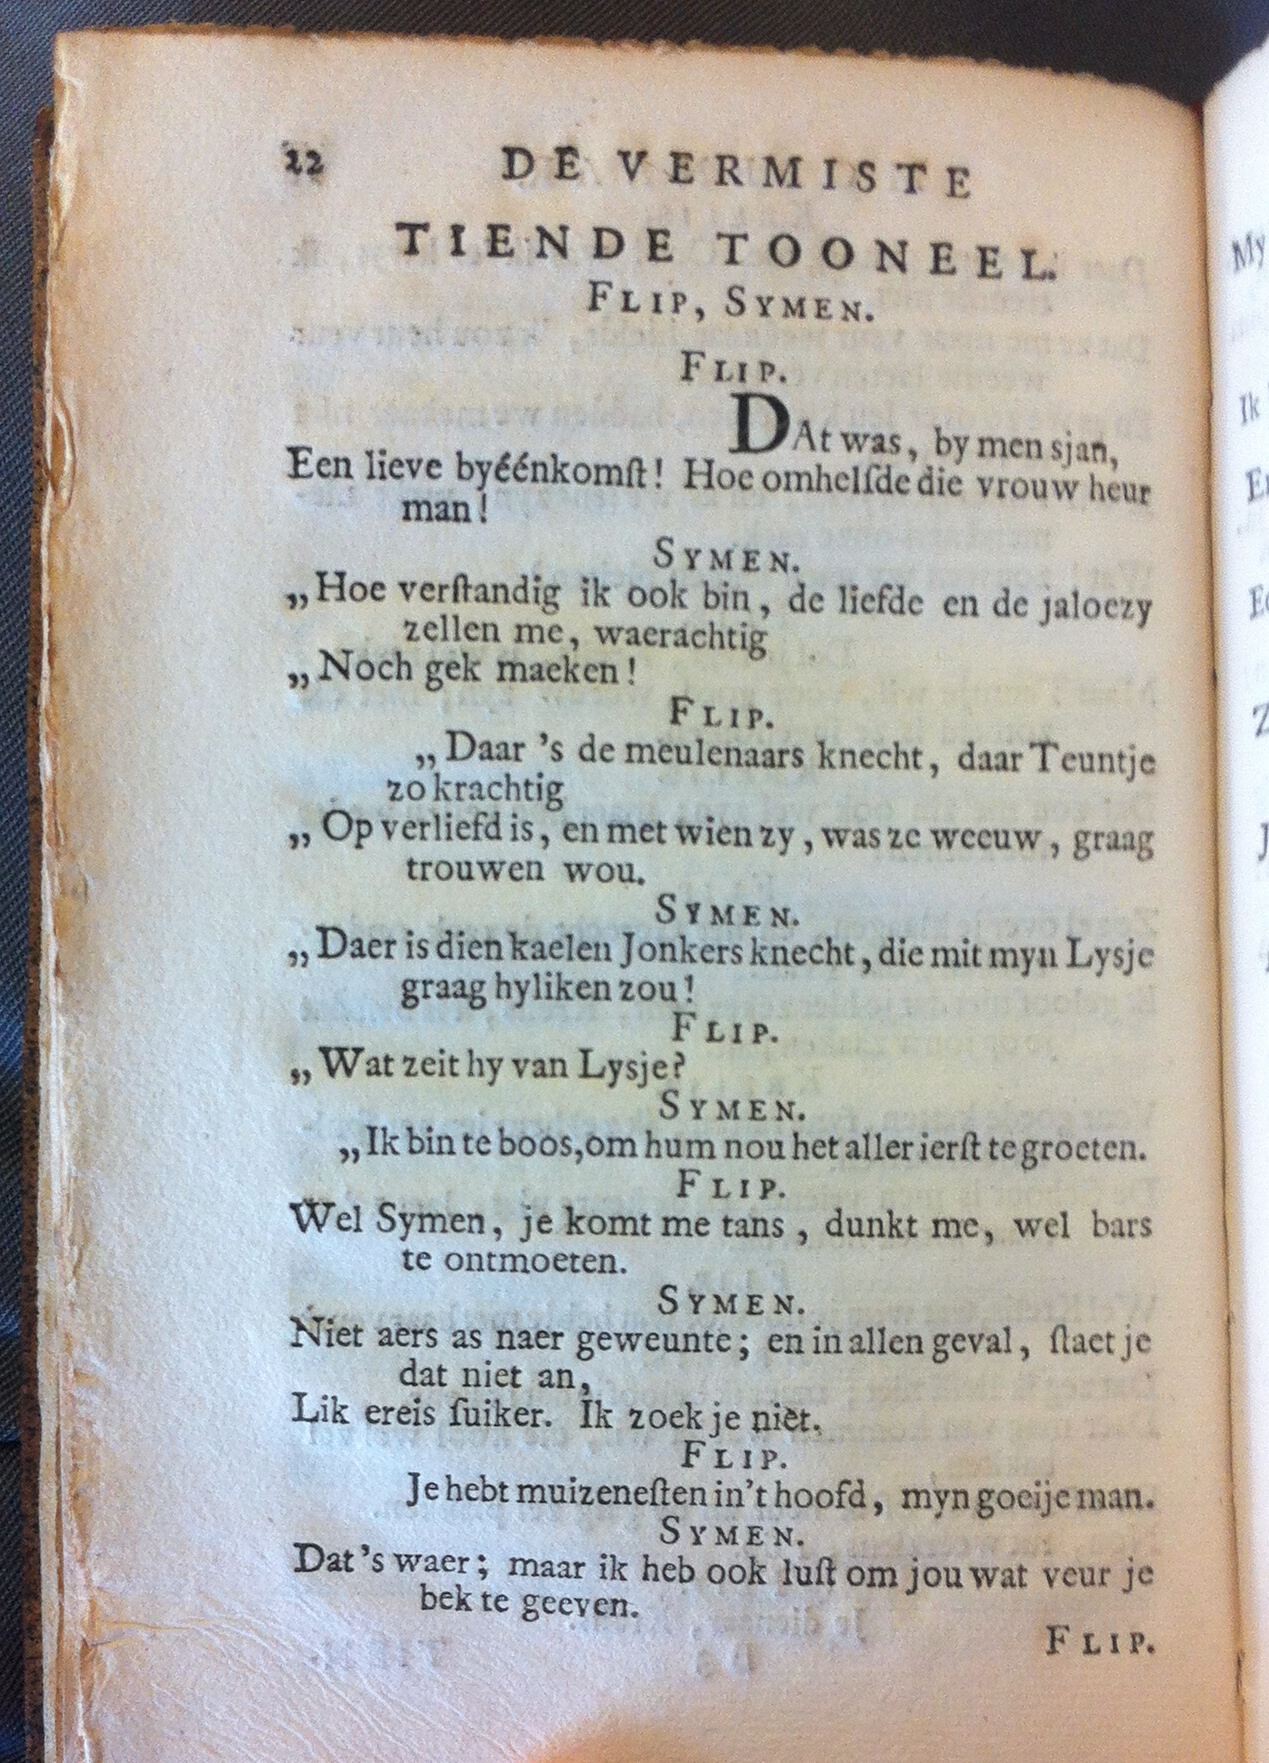 22 DE VERMISTE
TIENDE TOONEEL.
FLIP, SYMEN.
FLIP.
DAt was, by men sjan,
Een lieve byéénkomſt! Hoe omhelſde die vrouw heur
man!
SYMEN.
„Hoe verſtandig ik ook bin, de liefde en de jaloezy
zellen me, waerachtig
„Noch gek maeken!
FLIP.
„Daar 's de meulenaars knecht, daar Teuntje
zo krachtig
„Op verliefd is, en met wien zy, was ze weeuw, graag
trouwen wou.
SYMEN.
„Daer is dien kaelen Jonkers knecht, die mit myn Lysje
graag hyliken zou!
FLIP.
„Wat zeit hy van Lysje?
SYMEN.
„Ik bin te boos, om hum nou het aller ierſt te groeten.
FLIP.
Wel Symen, je komt me tans, dunkt me, wel bars
te ontmoeten.
SYMEN.
Niet aers as naer geweunte; en in allen geval, ſtaet je
dat niet an,
Lik ereis ſuiker. Ik zoek je niet.
FLIP.
Je hebt muizeneſten in't hoofd, myn goeije man.
SYMEN.
Dat 's waer; maar ik heb ook luſt om jou wat veur je
bek te geeven.
FLIP.
My
Ik